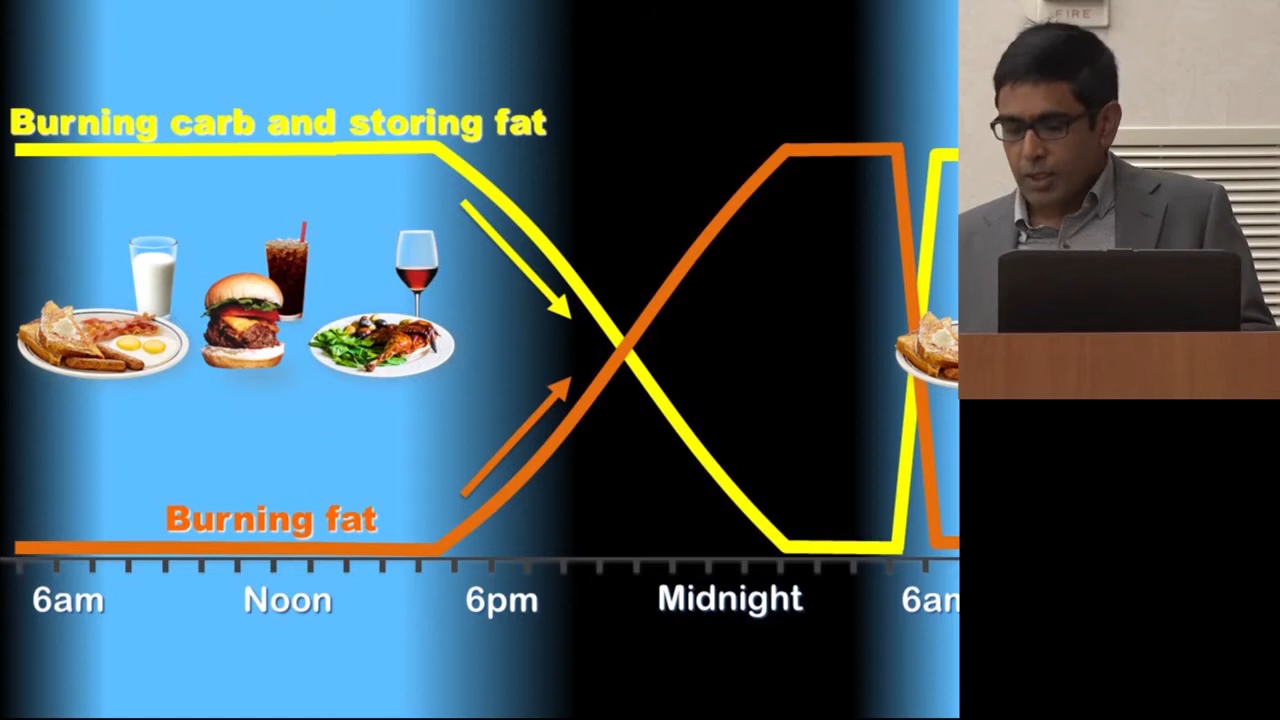 FIRE
Burning carb and storing fat
Burning fat
6am
Noon
6pm
Midnight
6am